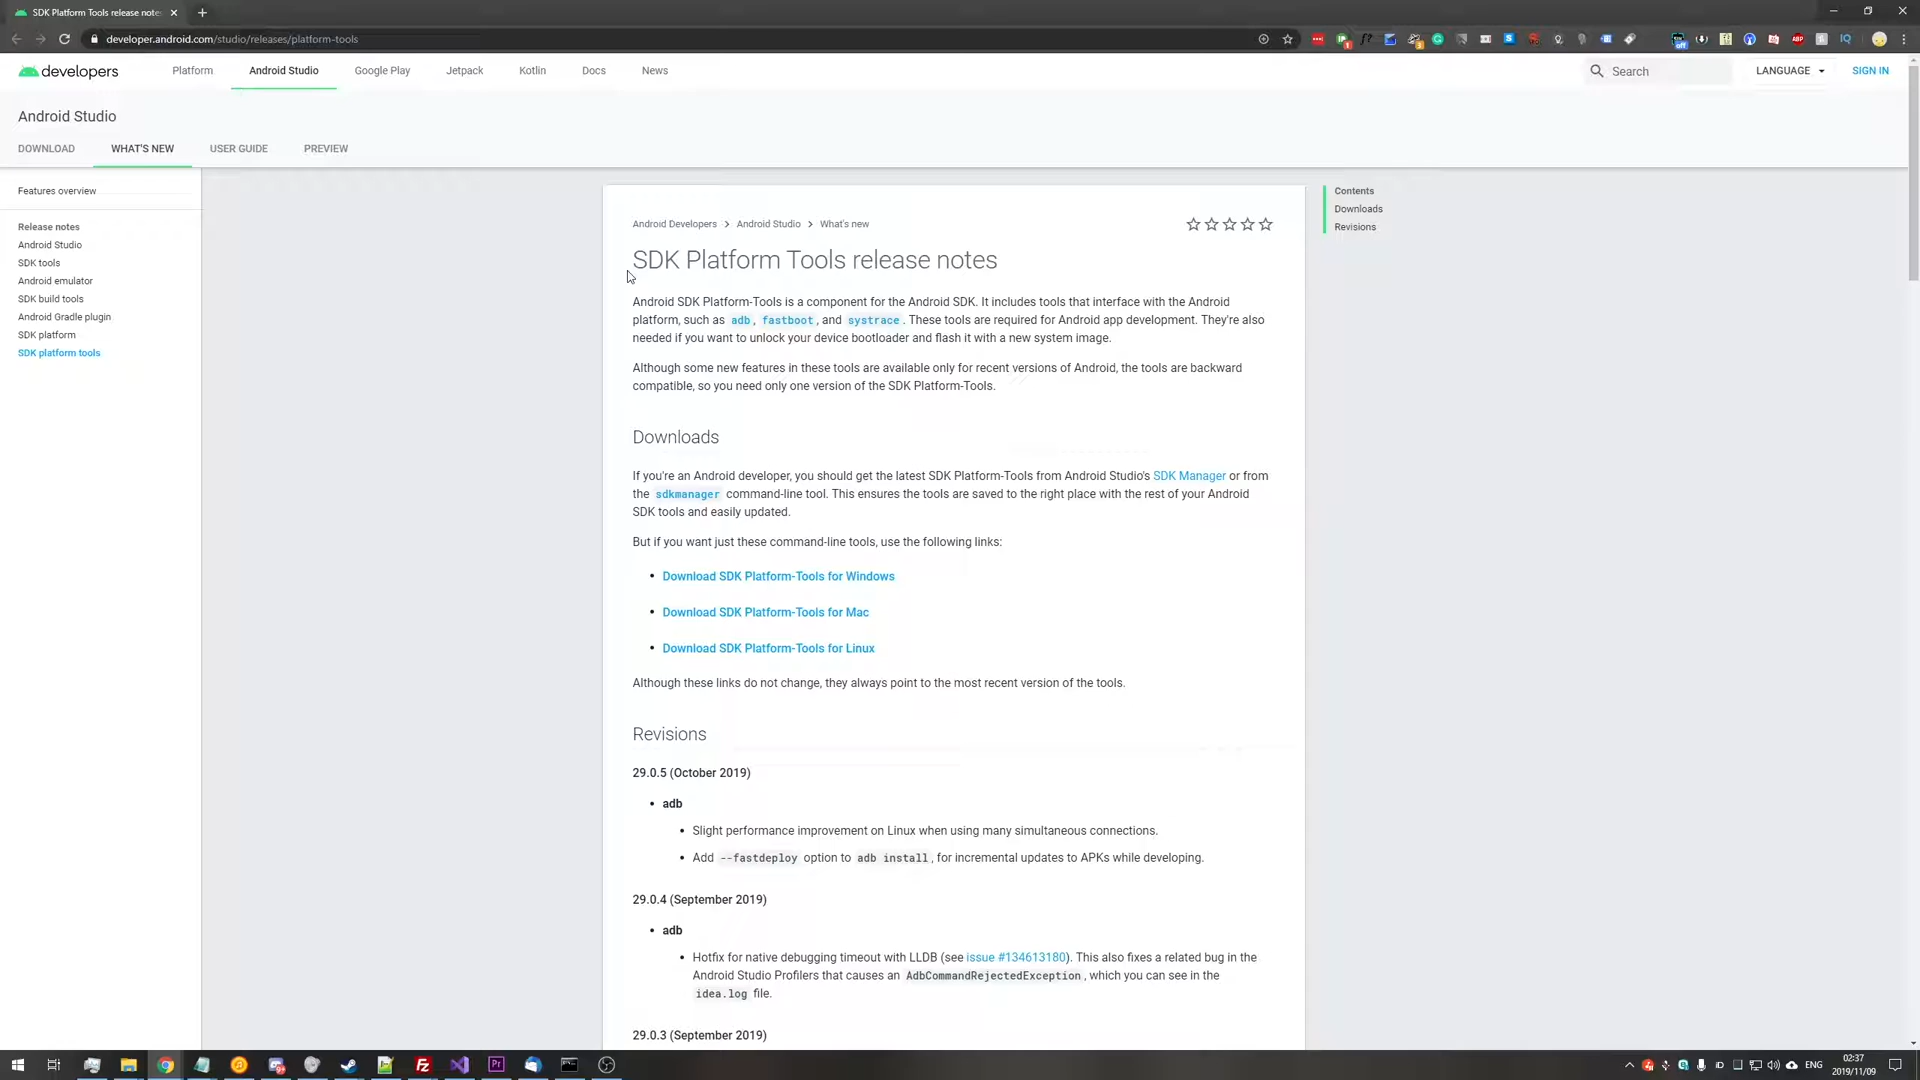 SDK Platform Tools release note
developer.android.com/studio/releases/platform-tools
developers
Platform
Android Studio
Google Play
Jetpack
Kotlin
Docs
News
Search
LANGUAGE
SIGN IN
Android Studio
DOWNLOAD
WHAT'S NEW
USER GUIDE
PREVIEW
Features overview
Release notes
Android Studio
SDK tools
Android emulator
SDK build tools
Android Gradle plugin
SDK platform
SDK platform tools
Android Developers > Android Studio > What's new
SDK Platform Tools release notes
Android SDK Platform-Tools is a component for the Android SDK. It includes tools that interface with the Android
platform, such as adb, fastboot, and systrace. These tools are required for Android app development. They're also
needed if you want to unlock your device bootloader and flash it with a new system image.
Although some new features in these tools are available only for recent versions of Android, the tools are backward
compatible, so you need only one version of the SDK Platform-Tools.
Downloads
If you're an Android developer, you should get the latest SDK Platform-Tools from Android Studio's SDK Manager or from
the sdkmanager command-line tool. This ensures the tools are saved to the right place with the rest of your Android
SDK tools and easily updated.
But if you want just these command-line tools, use the following links:
• Download SDK Platform-Tools for Windows
• Download SDK Platform-Tools for Mac
• Download SDK Platform-Tools for Linux
Although these links do not change, they always point to the most recent version of the tools.
Revisions
29.0.5 (October 2019)
• adb
• Slight performance improvement on Linux when using many simultaneous connections.
• Add --fastdeploy option to adb install, for incremental updates to APKs while developing.
29.0.4 (September 2019)
• adb
• Hotfix for native debugging timeout with LLDB (see issue #134613180). This also fixes a related bug in the
Android Studio Profilers that causes an AdbCommandRejectedException, which you can see in the
idea.log file.
29.0.3 (September 2019)
Contents
Downloads
Revisions
ENG
02:37
2019/11/09